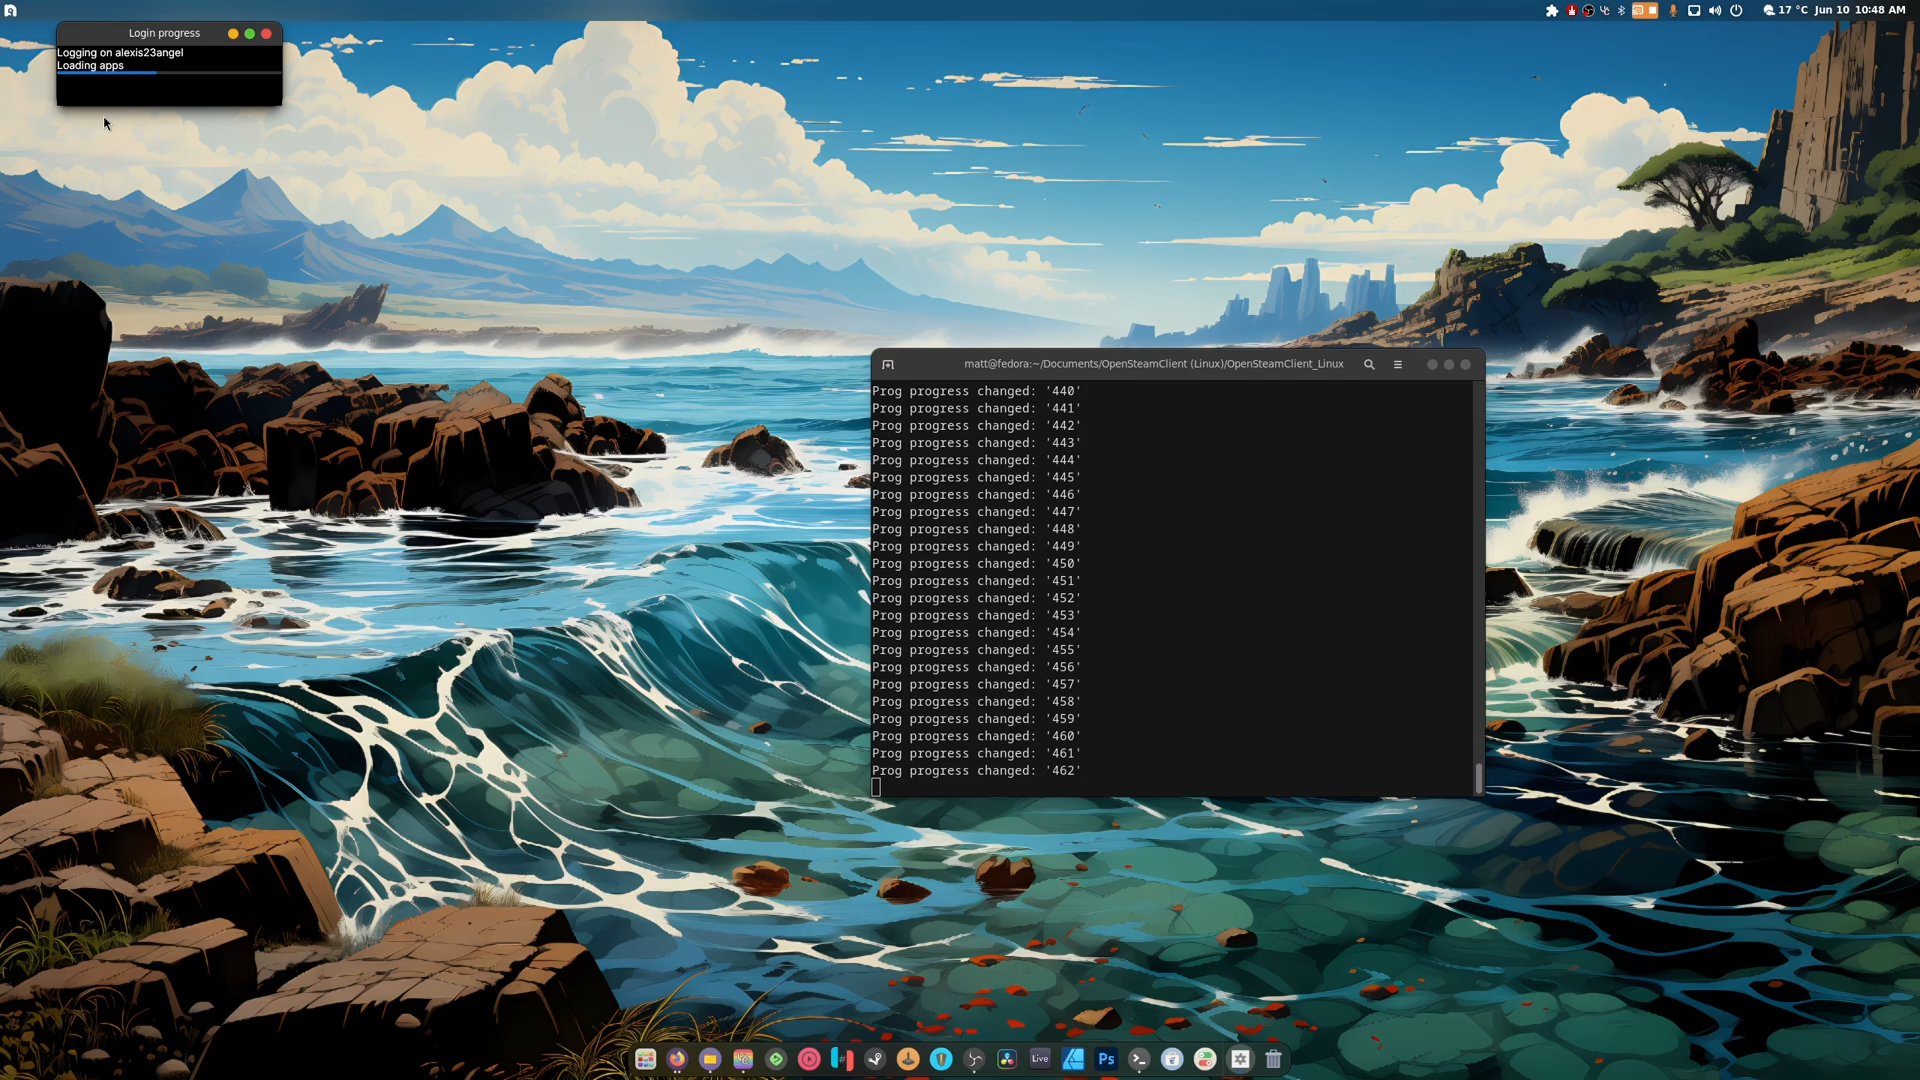 17 °C Jun 10 10:48 AM
Login progress
Logging on alexis23angel
Loading apps
matt@fedora:~/Documents/OpenSteamClient (Linux)/OpenSteamClient_Linux
Prog progress changed: '440'
Prog progress changed: '441'
Prog progress changed: '442'
Prog progress changed: '443'
Prog progress changed: '444'
Prog progress changed: '445'
Prog progress changed: '446'
Prog progress changed: '447'
Prog progress changed: '448'
Prog progress changed: '449'
Prog progress changed: '450'
Prog progress changed: '451'
Prog progress changed: '452'
Prog progress changed: '453'
Prog progress changed: '454'
Prog progress changed: '455'
Prog progress changed: '456'
Prog progress changed: '457'
Prog progress changed: '458'
Prog progress changed: '459'
Prog progress changed: '460'
Prog progress changed: '461'
Prog progress changed: '462'
Live
Ps